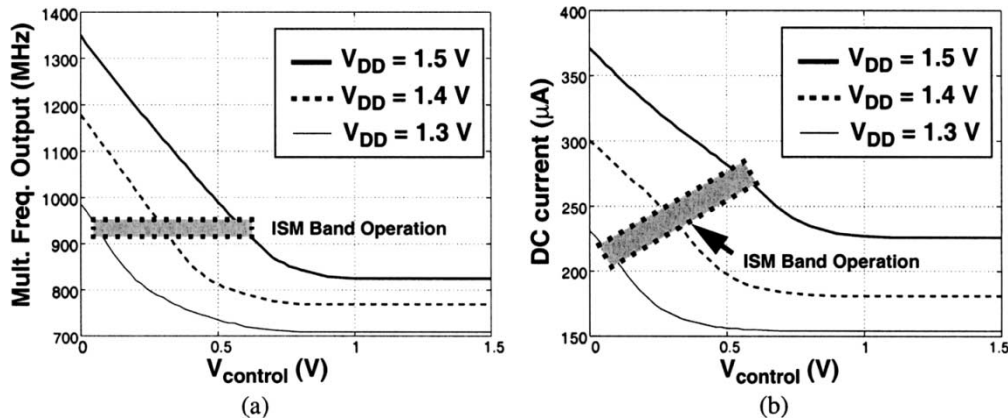 1400
1300
1200
1100
1000
900
800
700
0
0.5
1
1.5
Mult. Freq. Output (MHz)
V_DD = 1.5 V
V_DD = 1.4 V
V_DD = 1.3 V
ISM Band Operation
V_control (V)
(a)
400
350
300
250
200
150
0
0.5
1
1.5
DC current (μA)
V_DD = 1.5 V
V_DD = 1.4 V
V_DD = 1.3 V
ISM Band Operation
V_control (V)
(b)